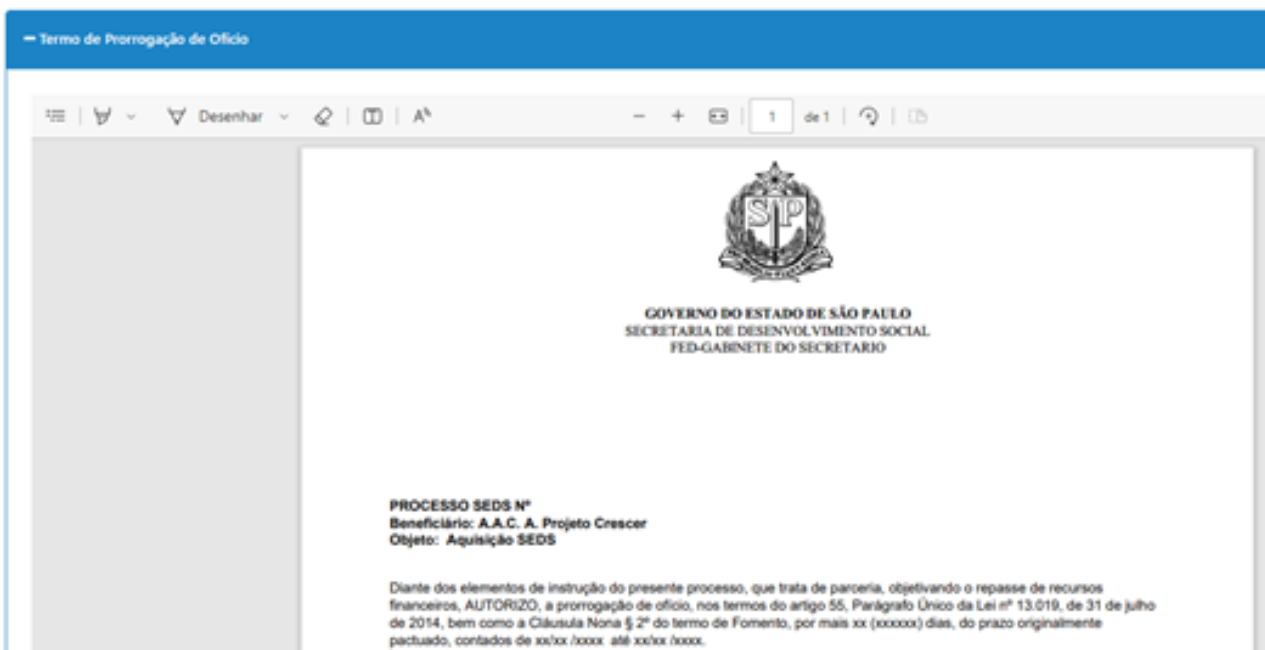 Termo de Prorrogação de Ofício
Desenhar
1 de 1
SP
GOVERNO DO ESTADO DE SÃO PAULO
SECRETARIA DE DESENVOLVIMENTO SOCIAL
FED-GABINETE DO SECRETARIO
PROCESSO SEDS Nº
Beneficiário: A.A.C. A. Projeto Crescer
Objeto: Aquisição SEDS
Diante dos elementos de instrução do presente processo, que trata de parceria, objetivando o repasse de recursos
financeiros, AUTORIZO, a prorrogação de ofício, nos termos do artigo 55, Parágrafo Único da Lei nº 13.019, de 31 de julho
de 2014, bem como a Cláusula Nona § 2º do termo de Fomento, por mais xx (xxxxxx) dias, do prazo originalmente
pactuado, contados de xx/xx /xxxx até xx/xx /xxxx.